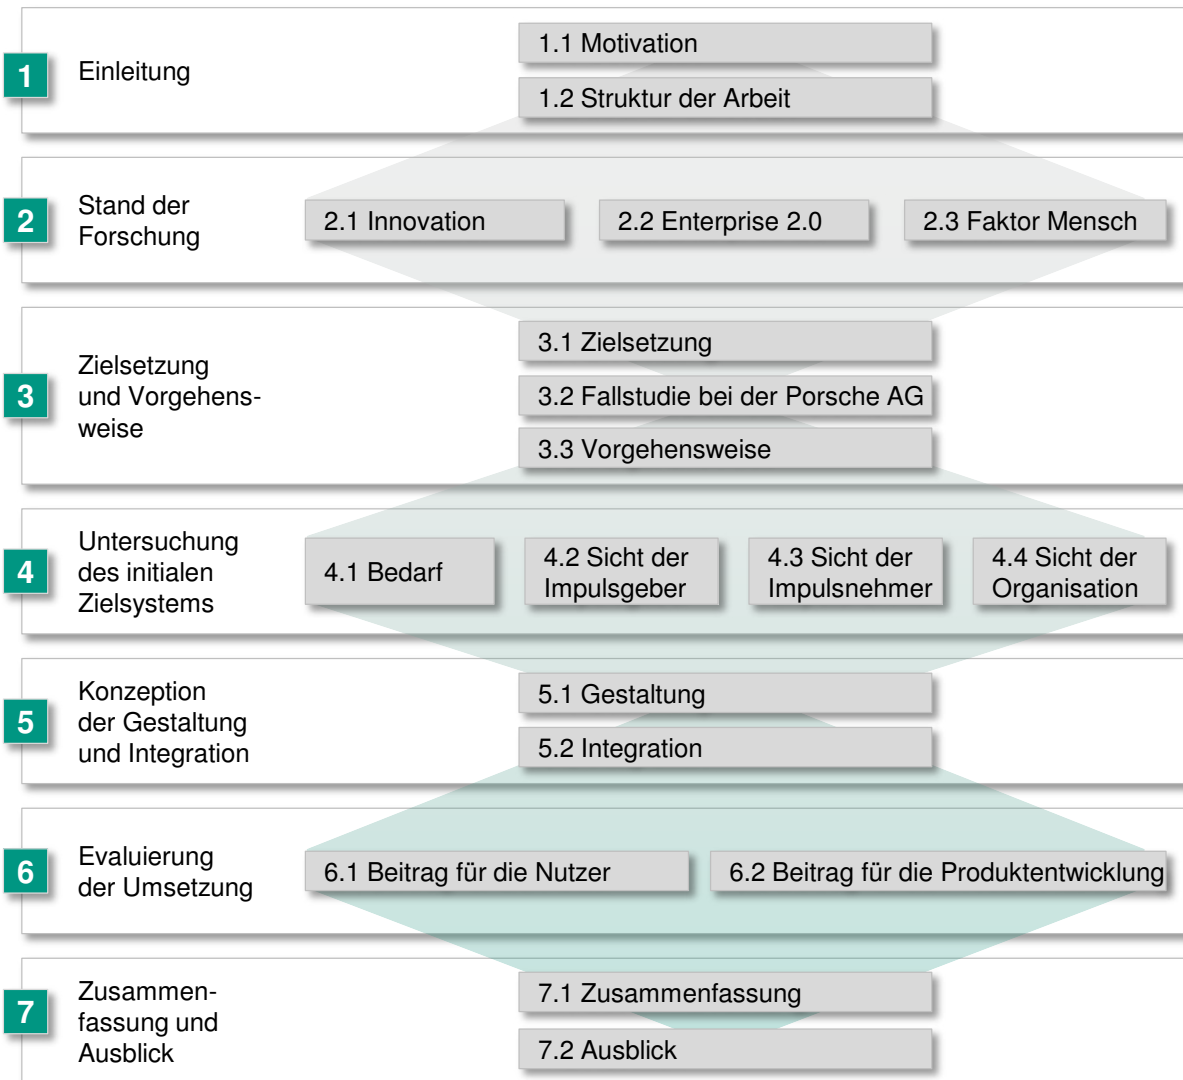 1
Einleitung
1.1 Motivation
1.2 Struktur der Arbeit
2
Stand der
Forschung
2.1 Innovation
2.2 Enterprise 2.0
2.3 Faktor Mensch
3
Zielsetzung
und Vorgehens-
weise
3.1 Zielsetzung
3.2 Fallstudie bei der Porsche AG
3.3 Vorgehensweise
4
Untersuchung
des initialen
Zielsystems
4.1 Bedarf
4.2 Sicht der
Impulsgeber
4.3 Sicht der
Impulsnehmer
4.4 Sicht der
Organisation
5
Konzeption
der Gestaltung
und Integration
5.1 Gestaltung
5.2 Integration
6
Evaluierung
der Umsetzung
6.1 Beitrag für die Nutzer
6.2 Beitrag für die Produktentwicklung
7
Zusammen-
fassung und
Ausblick
7.1 Zusammenfassung
7.2 Ausblick